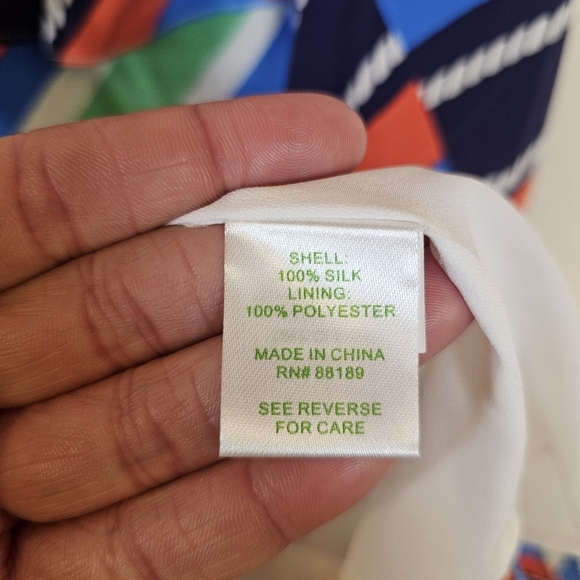 SHELL:
100% SILK
LINING:
100% POLYESTER
MADE IN CHINA
RN# 88189
SEE REVERSE
FOR CARE